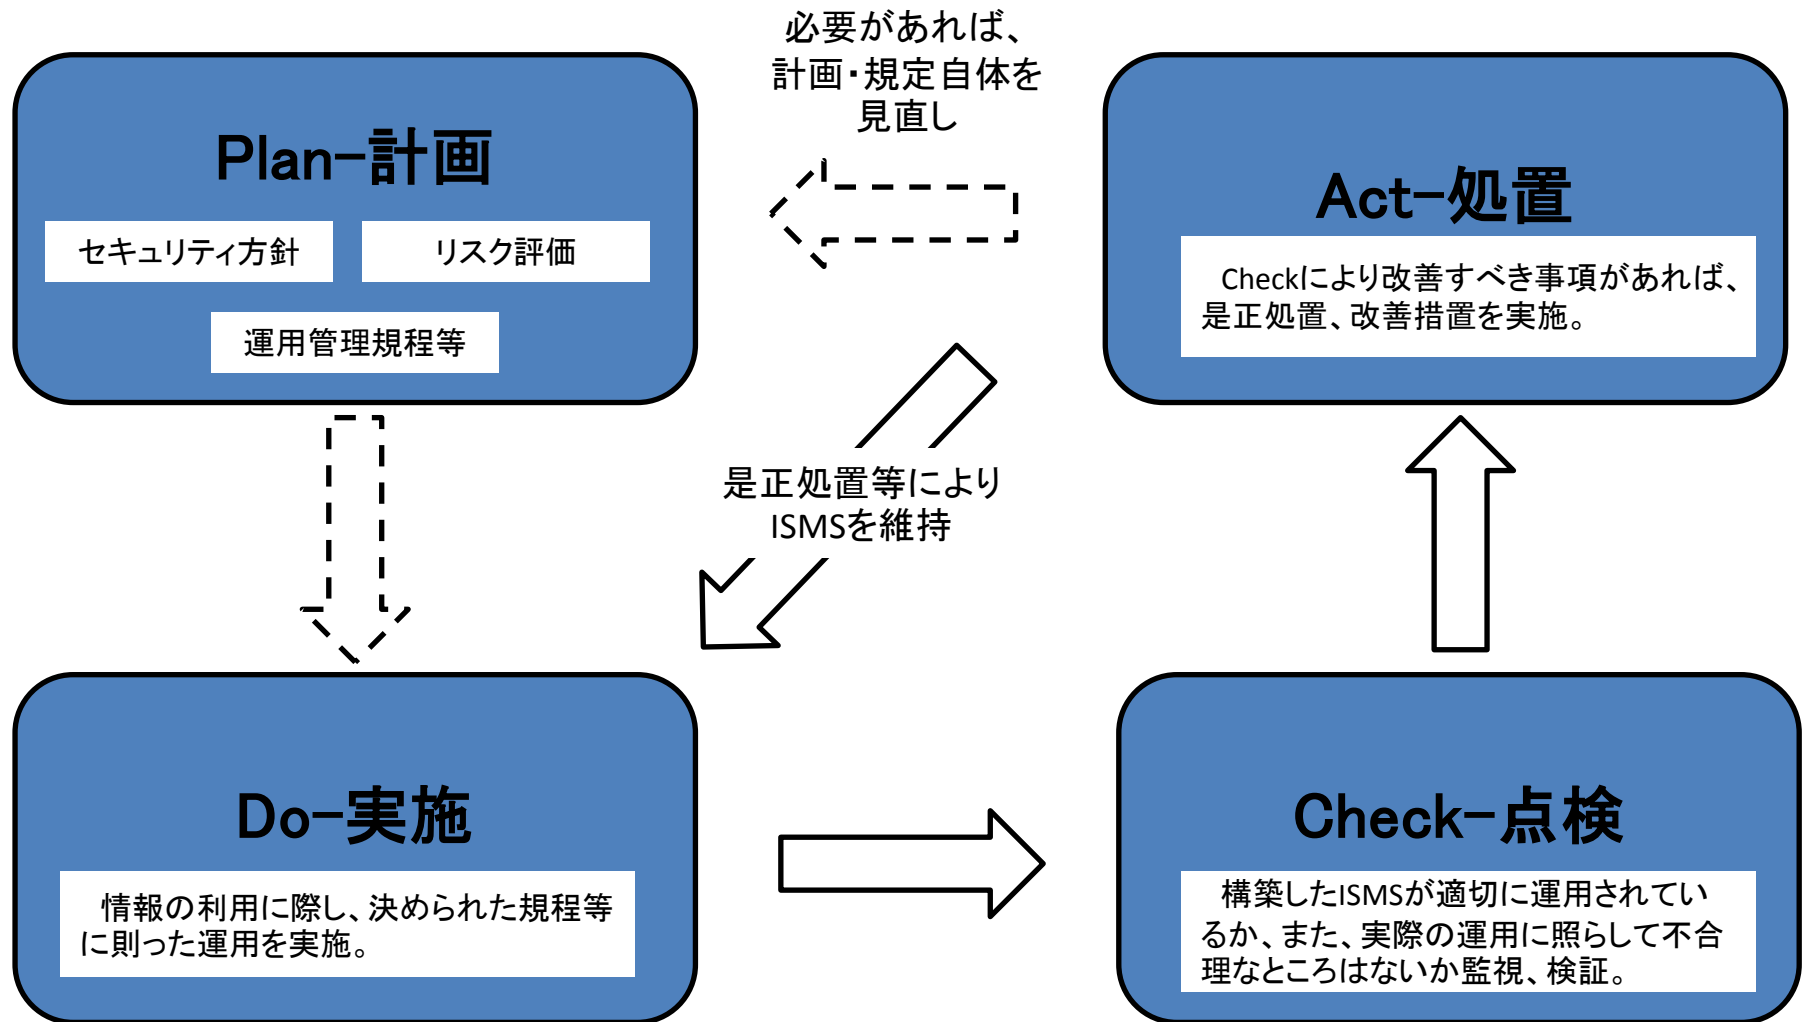 必要があれば、
計画・規定自体を
見直し
Plan-計画
セキュリティ方針
リスク評価
運用管理規程等
Act-処置
Checkにより改善すべき事項があれば、
是正処置、改善措置を実施。
是正処置等により
ISMSを維持
Do-実施
情報の利用に際し、決められた規程等
に則った運用を実施。
Check-点検
構築したISMSが適切に運用されてい
るか、また、実際の運用に照らして不合
理なところはないか監視、検証。